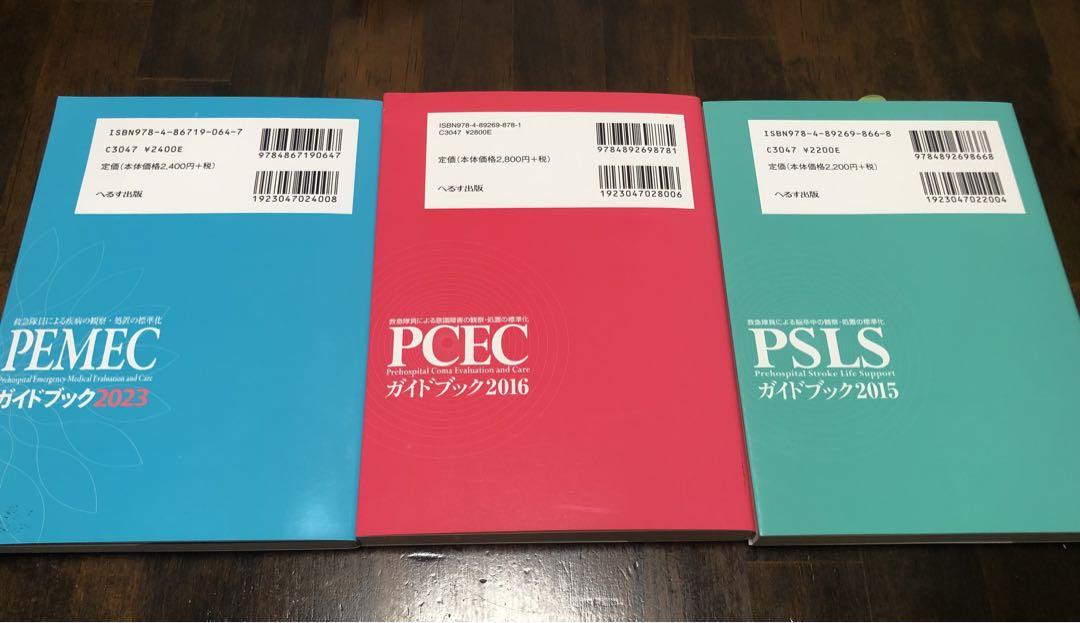 ISBN978-4-86719-064-7
C3047 ¥2400E
定価(本体価格2,400円+税)
へるす出版
9784867190647
1923047024008
救急隊員による疾病の観察・処置の標準化
PEMEC
Prehospital Emergency Medical Evaluation and Care
ガイドブック2023
ISBN978-4-89269-878-1
C3047 ¥2800E
定価(本体価格2,800円+税)
へるす出版
9784892698781
1923047028006
救急隊員による意識障害の観察・処置の標準化
PCEC
Prehospital Coma Evaluation and Care
ガイドブック2016
ISBN978-4-89269-866-8
C3047 ¥2200E
定価(本体価格2,200円+税)
へるす出版
9784892698668
1923047022004
救急隊員による脳卒中の観察・処置の標準化
PSLS
Prehospital Stroke Life Support
ガイドブック2015